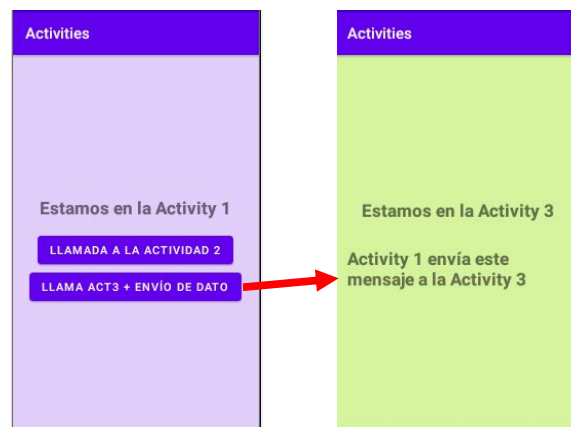 Activities
Estamos en la Activity 1
LLAMADA A LA ACTIVIDAD 2
LLAMA ACT3 + ENVÍO DE DATO
Activities
Estamos en la Activity 3
Activity 1 envía este
mensaje a la Activity 3